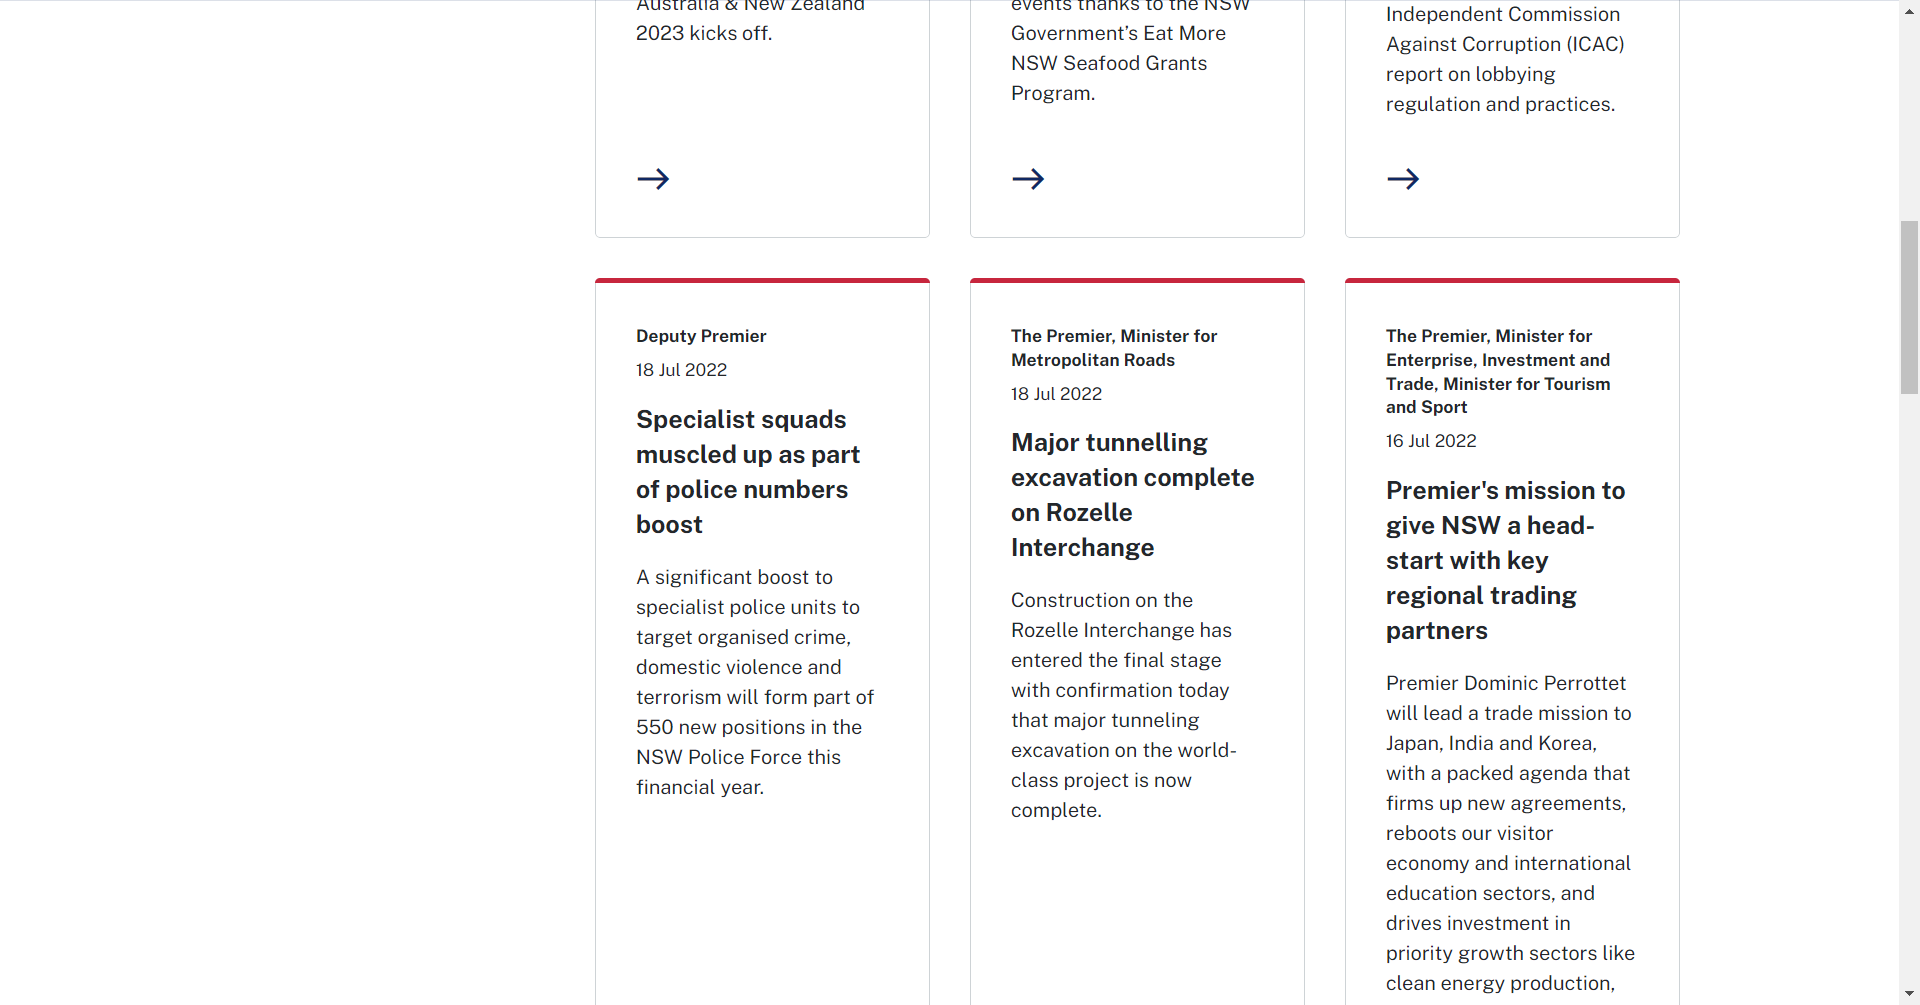 Australia & New Zealand
2023 kicks off.
events thanks to the NSW
Government’s Eat More
NSW Seafood Grants
Program.
Independent Commission
Against Corruption (ICAC)
report on lobbying
regulation and practices.
Deputy Premier
18 Jul 2022
Specialist squads
muscled up as part
of police numbers
boost
A significant boost to
specialist police units to
target organised crime,
domestic violence and
terrorism will form part of
550 new positions in the
NSW Police Force this
financial year.
The Premier, Minister for
Metropolitan Roads
18 Jul 2022
Major tunnelling
excavation complete
on Rozelle
Interchange
Construction on the
Rozelle Interchange has
entered the final stage
with confirmation today
that major tunneling
excavation on the world-
class project is now
complete.
The Premier, Minister for
Enterprise, Investment and
Trade, Minister for Tourism
and Sport
16 Jul 2022
Premier's mission to
give NSW a head-
start with key
regional trading
partners
Premier Dominic Perrottet
will lead a trade mission to
Japan, India and Korea,
with a packed agenda that
firms up new agreements,
reboots our visitor
economy and international
education sectors, and
drives investment in
priority growth sectors like
clean energy production,